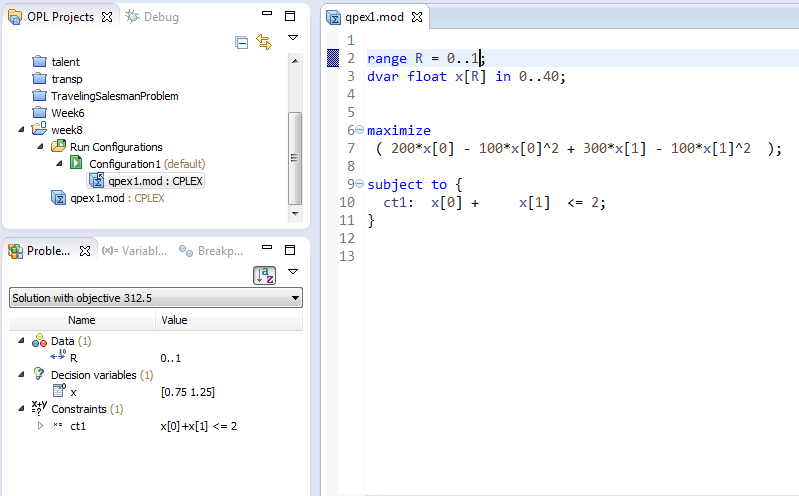 OPL Projects Debug
talent
transp
TravelingSalesmanProblem
Week6
week8
Run Configurations
Configuration1 (default)
qpex1.mod : CPLEX
qpex1.mod : CPLEX
Proble... (x)= Variabl... Breakp...
Solution with objective 312.5
Name Value
Data (1)
R 0..1
Decision variables (1)
x [0.75 1.25]
Constraints (1)
ct1 x[0]+x[1] <= 2
qpex1.mod
1
2 range R = 0..1;
3 dvar float x[R] in 0..40;
4
5
6 maximize
7 ( 200*x[0] - 100*x[0]^2 + 300*x[1] - 100*x[1]^2 );
8
9 subject to {
10 ct1: x[0] + x[1] <= 2;
11 }
12
13